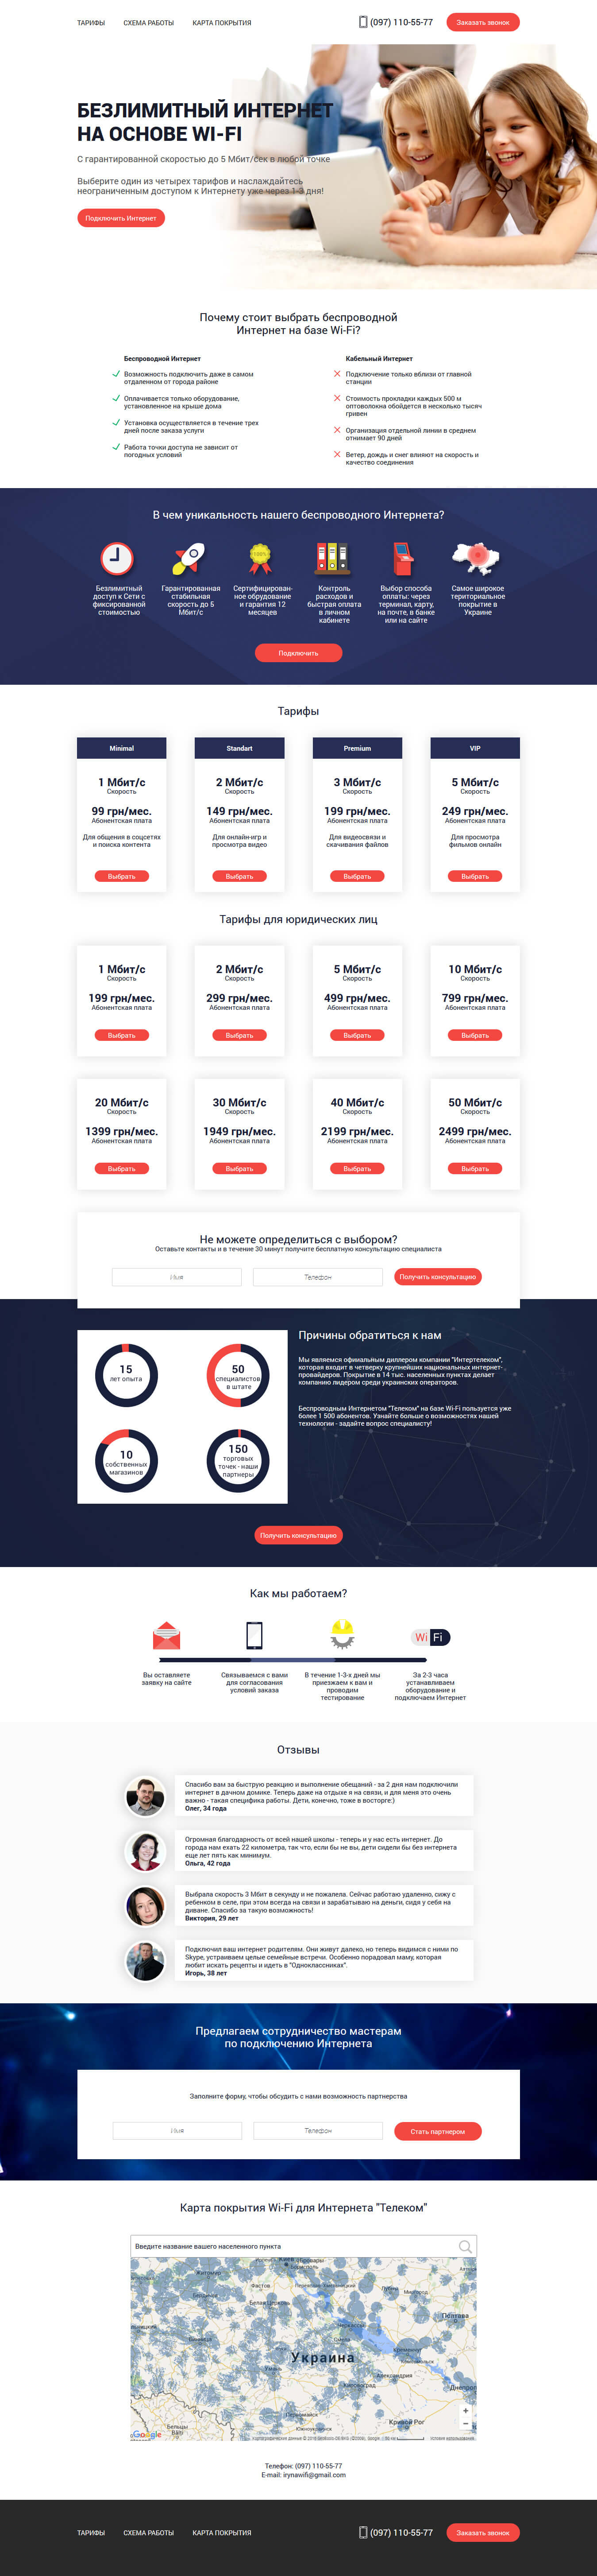 ТАРИФЫ СХЕМА РАБОТЫ КАРТА ПОКРЫТИЯ (097) 110-55-77 Заказать звонок
БЕЗЛИМИТНЫЙ ИНТЕРНЕТ
НА ОСНОВЕ WI-FI
С гарантированной скоростью до 5 Мбит/сек в любой точке
Выберите один из четырех тарифов и наслаждайтесь
неограниченным доступом к Интернету уже через 1-3 дня!
Подключить Интернет
Почему стоит выбрать беспроводной
Интернет на базе Wi-Fi?
Беспроводной Интернет
Возможность подключить даже в самом
отдаленном от города районе
Оплачивается только оборудование,
установленное на крыше дома
Установка осуществляется в течение трех
дней после заказа услуги
Работа точки доступа не зависит от
погодных условий
Кабельный Интернет
Подключение только вблизи от главной
станции
Стоимость прокладки каждых 500 м
оптоволокна обойдется в несколько тысяч
гривен
Организация отдельной линии в среднем
отнимает 90 дней
Ветер, дождь и снег влияют на скорость и
качество соединения
В чем уникальность нашего беспроводного Интернета?
100%
Безлимитный
доступ к Сети с
фиксированной
стоимостью
Гарантированная
стабильная
скорость до 5
Мбит/с
Сертифицирован-
ное обрудование
и гарантия 12
месяцев
Контроль
расходов и
быстрая оплата
в личном
кабинете
Выбор способа
оплаты: через
терминал, карту,
на почте, в банке
или на сайте
Самое широкое
территориальное
покрытие в
Украине
Подключить
Тарифы
Minimal
1 Мбит/с
Скорость
99 грн/мес.
Абонентская плата
Для общения в соцсетях
и поиска контента
Выбрать
Standart
2 Мбит/с
Скорость
149 грн/мес.
Абонентская плата
Для онлайн-игр и
просмотра видео
Выбрать
Premium
3 Мбит/с
Скорость
199 грн/мес.
Абонентская плата
Для видеосвязи и
скачивания файлов
Выбрать
VIP
5 Мбит/с
Скорость
249 грн/мес.
Абонентская плата
Для просмотра
фильмов онлайн
Выбрать
Тарифы для юридических лиц
1 Мбит/с
Скорость
199 грн/мес.
Абонентская плата
Выбрать
2 Мбит/с
Скорость
299 грн/мес.
Абонентская плата
Выбрать
5 Мбит/с
Скорость
499 грн/мес.
Абонентская плата
Выбрать
10 Мбит/с
Скорость
799 грн/мес.
Абонентская плата
Выбрать
20 Мбит/с
Скорость
1399 грн/мес.
Абонентская плата
Выбрать
30 Мбит/с
Скорость
1949 грн/мес.
Абонентская плата
Выбрать
40 Мбит/с
Скорость
2199 грн/мес.
Абонентская плата
Выбрать
50 Мбит/с
Скорость
2499 грн/мес.
Абонентская плата
Выбрать
Не можете определиться с выбором?
Оставьте контакты и в течение 30 минут получите бесплатную консультацию специалиста
Имя Телефон Получить консультацию
15
лет опыта
50
специалистов
в штате
10
собственных
магазинов
150
торговых
точек - наши
партнеры
Причины обратиться к нам
Мы являемся официальным диллером компании "Интертелеком",
которая входит в четверку крупнейших национальных интернет-
провайдеров. Покрытие в 14 тыс. населенных пунктах делает
компанию лидером среди украинских операторов.
Беспроводным Интернетом "Телеком" на базе Wi-Fi пользуется уже
более 1 500 абонентов. Узнайте больше о возможностях нашей
технологии - задайте вопрос специалисту!
Получить консультацию
Как мы работаем?
Wi Fi
Вы оставляете
заявку на сайте
Связываемся с вами
для согласования
условий заказа
В течение 1-3-х дней мы
приезжаем к вам и
проводим
тестирование
За 2-3 часа
устанавливаем
оборудование и
подключаем Интернет
Отзывы
Спасибо вам за быструю реакцию и выполнение обещаний - за 2 дня нам подключили
интернет в дачном домике. Теперь даже на отдыхе я на связи, и для меня это очень
важно - такая специфика работы. Дети, конечно, тоже в восторге:)
Олег, 34 года
Огромная благодарность от всей нашей школы - теперь и у нас есть интернет. До
города нам ехать 22 километра, так что, если бы не вы, дети сидели бы без интернета
еще лет пять как минимум.
Ольга, 42 года
Выбрала скорость 3 Мбит в секунду и не пожалела. Сейчас работаю удаленно, сижу с
ребенком в селе, при этом всегда на связи и зарабатываю на деньги, сидя у себя на
диване. Спасибо за такую возможность!
Виктория, 29 лет
Подключил ваш интернет родителям. Они живут далеко, но теперь видимся с ними по
Skype, устраиваем целые семейные встречи. Особенно порадовал маму, которая
любит искать рецепты и идеть в "Одноклассниках".
Игорь, 38 лет
Предлагаем сотрудничество мастерам
по подключению Интернета
Заполните форму, чтобы обсудить с нами возможность партнерства
Имя Телефон Стать партнером
Карта покрытия Wi-Fi для Интернета "Телеком"
Введите название вашего населенного пункта
Житомир
Фастов
Белая Церковь
Полтава
Украина
Александрия
Днепро
Кривой Рог
Бельцы
Bălți
Google
Условия использования
Телефон: (097) 110-55-77
E-mail: irynawifi@gmail.com
ТАРИФЫ СХЕМА РАБОТЫ КАРТА ПОКРЫТИЯ (097) 110-55-77 Заказать звонок